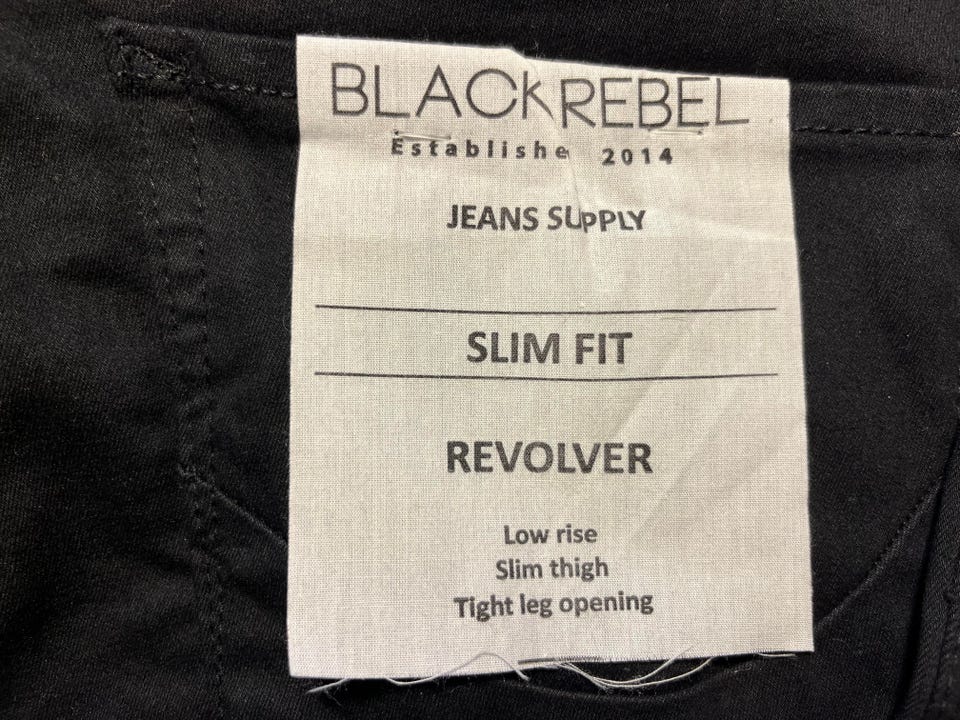 BLACKREBEL
Establishe 2014
JEANS SUPPLY
SLIM FIT
REVOLVER
Low rise
Slim thigh
Tight leg opening